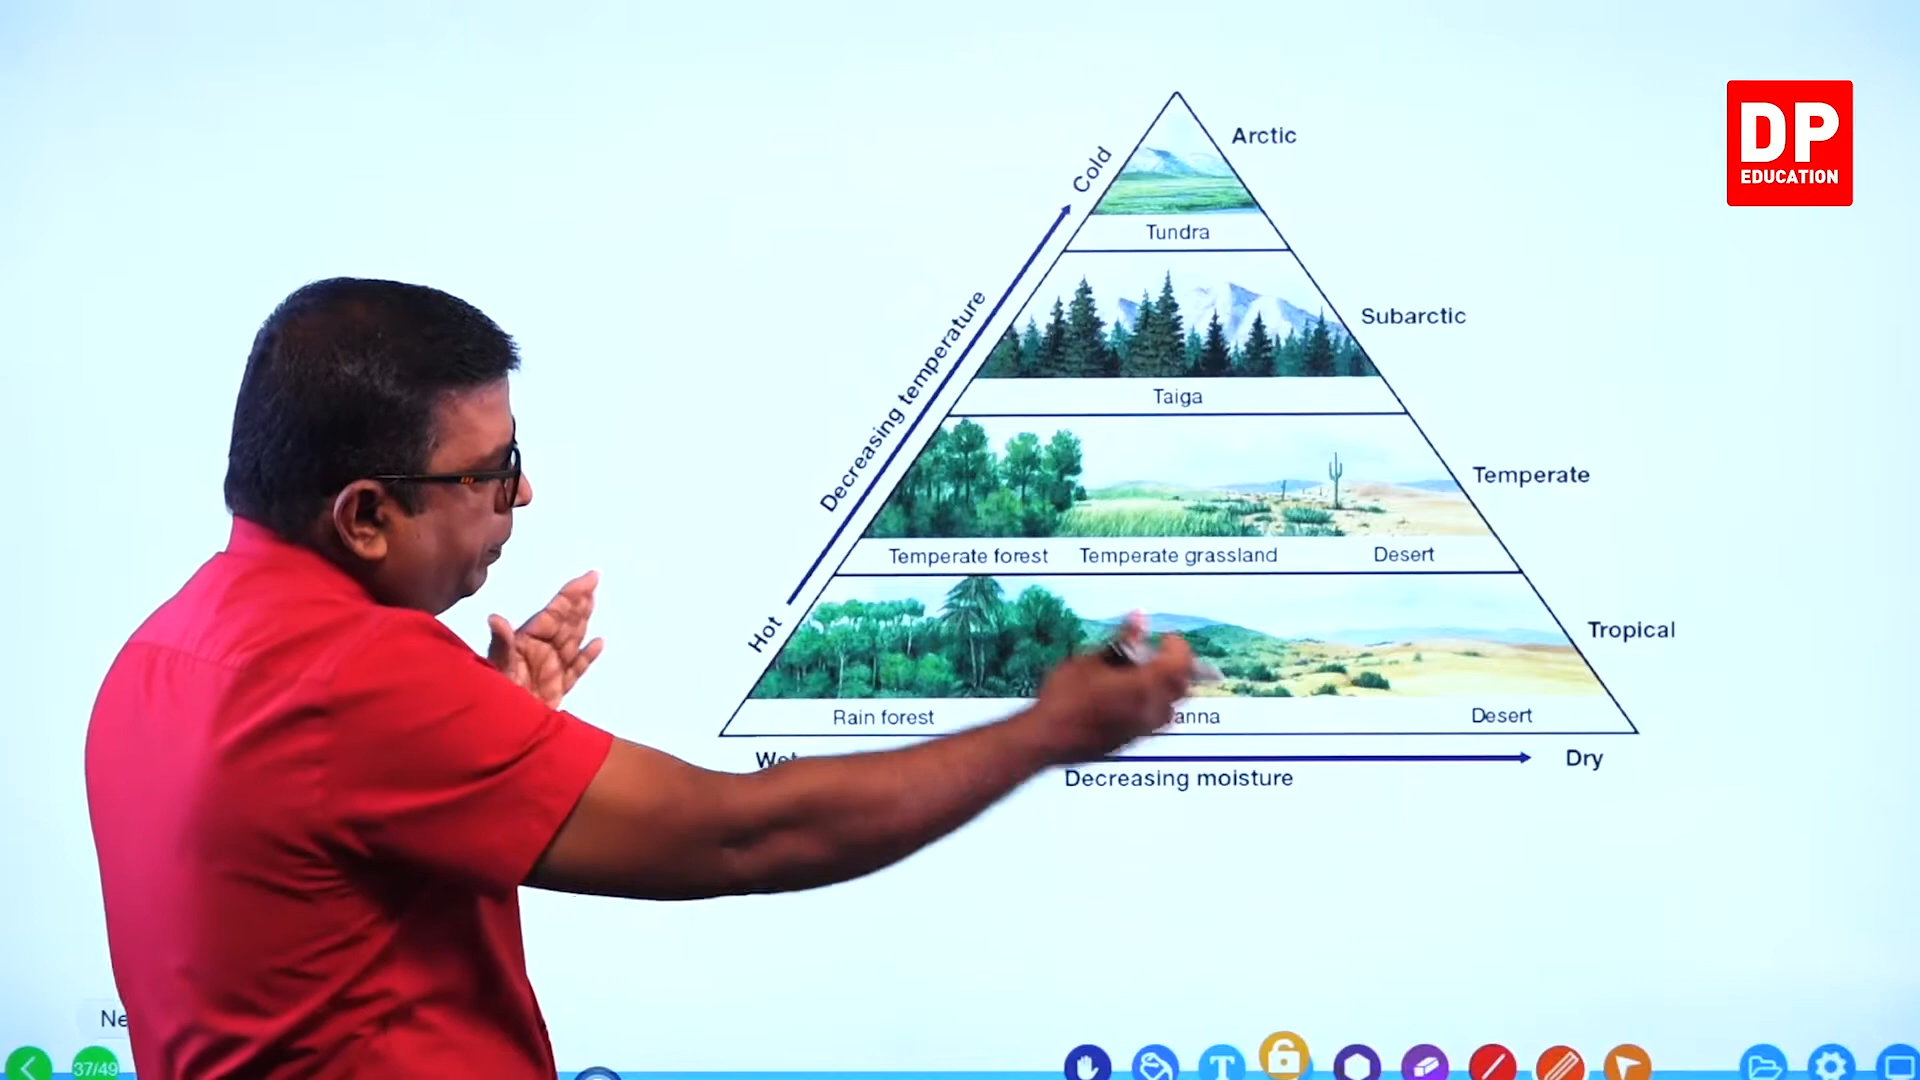 DP
EDUCATION
Arctic
Cold
Tundra
Subarctic
Decreasing temperature
Taiga
Temperate
Temperate forest Temperate grassland Desert
Hot
Tropical
Rain forest Desert
Dry
Decreasing moisture
37/49
T